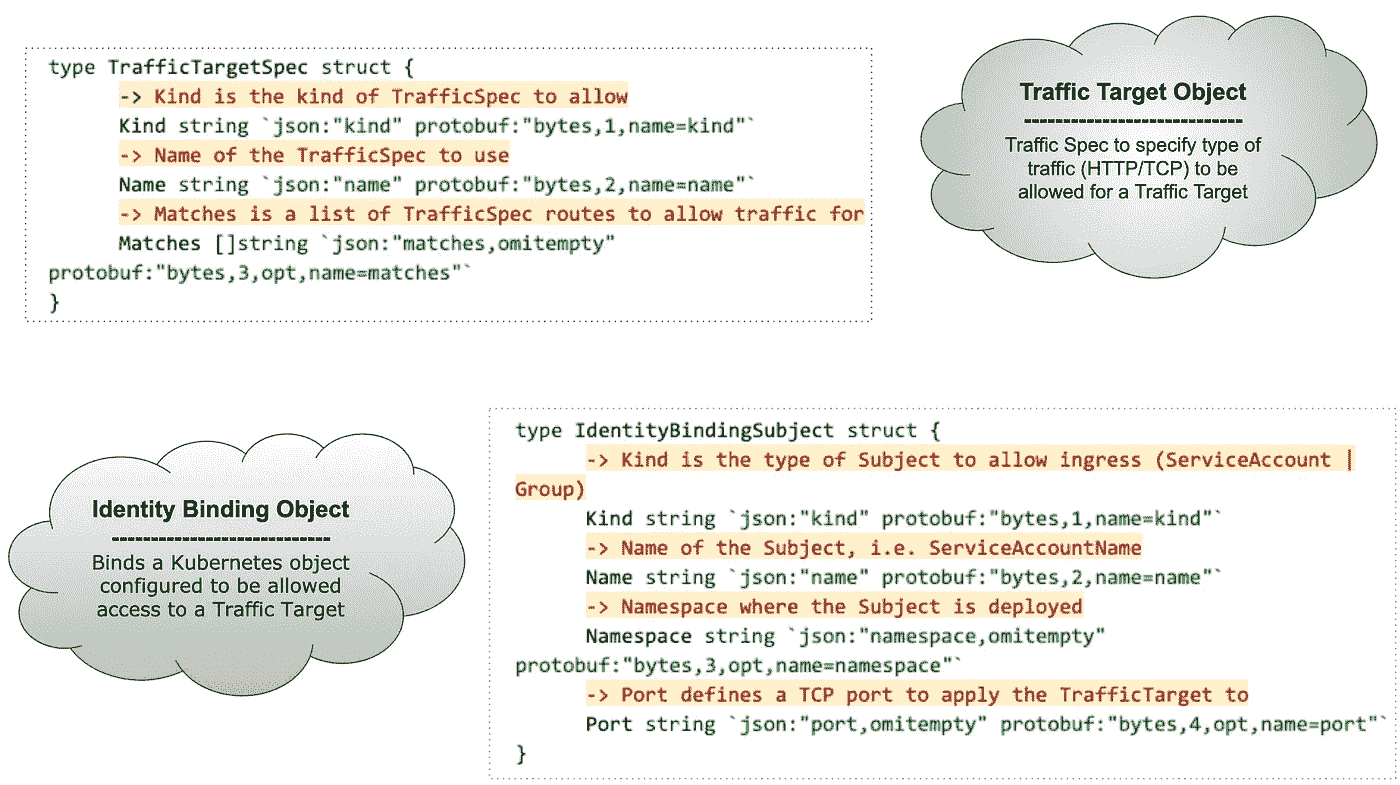 type TrafficTargetSpec struct {
-> Kind is the kind of TrafficSpec to allow
Kind string `json:"kind" protobuf:"bytes,1,name=kind"`
-> Name of the TrafficSpec to use
Name string `json:"name" protobuf:"bytes,2,name=name"`
-> Matches is a list of TrafficSpec routes to allow traffic for
Matches []string `json:"matches,omitempty"
protobuf:"bytes,3,opt,name=matches"`
}
Traffic Target Object
----------------------------
Traffic Spec to specify type of
traffic (HTTP/TCP) to be
allowed for a Traffic Target
Identity Binding Object
----------------------------
Binds a Kubernetes object
configured to be allowed
access to a Traffic Target
type IdentityBindingSubject struct {
-> Kind is the type of Subject to allow ingress (ServiceAccount |
Group)
Kind string `json:"kind" protobuf:"bytes,1,name=kind"`
-> Name of the Subject, i.e. ServiceAccountName
Name string `json:"name" protobuf:"bytes,2,name=name"`
-> Namespace where the Subject is deployed
Namespace string `json:"namespace,omitempty"
protobuf:"bytes,3,opt,name=namespace"`
-> Port defines a TCP port to apply the TrafficTarget to
Port string `json:"port,omitempty" protobuf:"bytes,4,opt,name=port"`
}